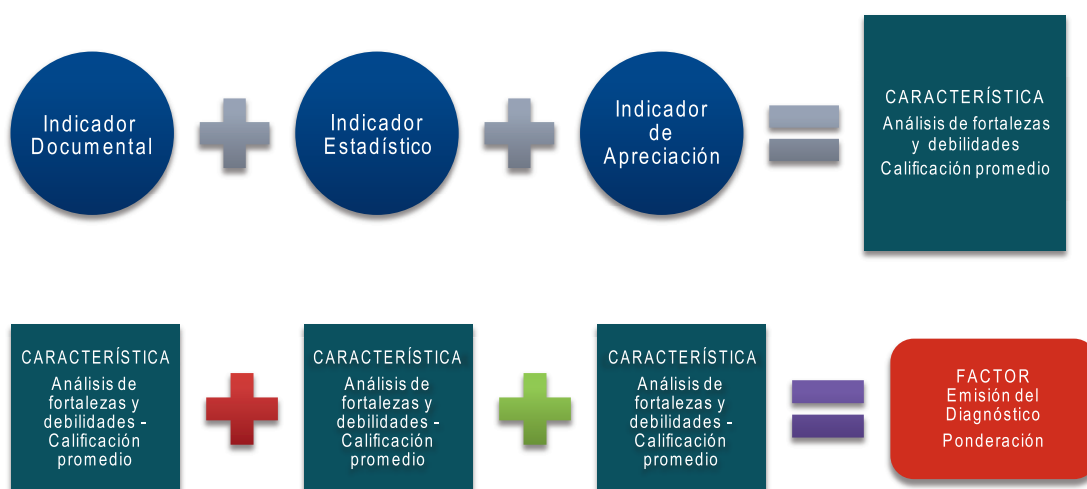 Indicador
Documental
Indicador
Estadístico
Indicador
de
Apreciación
CARACTERÍSTICA
Análisis de fortalezas
y debilidades
Calificación promedio
CARACTERÍSTICA
Análisis de
fortalezas y
debilidades -
Calificación
promedio
CARACTERÍSTICA
Análisis de
fortalezas y
debilidades -
Calificación
promedio
CARACTERÍSTICA
Análisis de
fortalezas y
debilidades -
Calificación
promedio
FACTOR
Emisión del
Diagnóstico
Ponderación